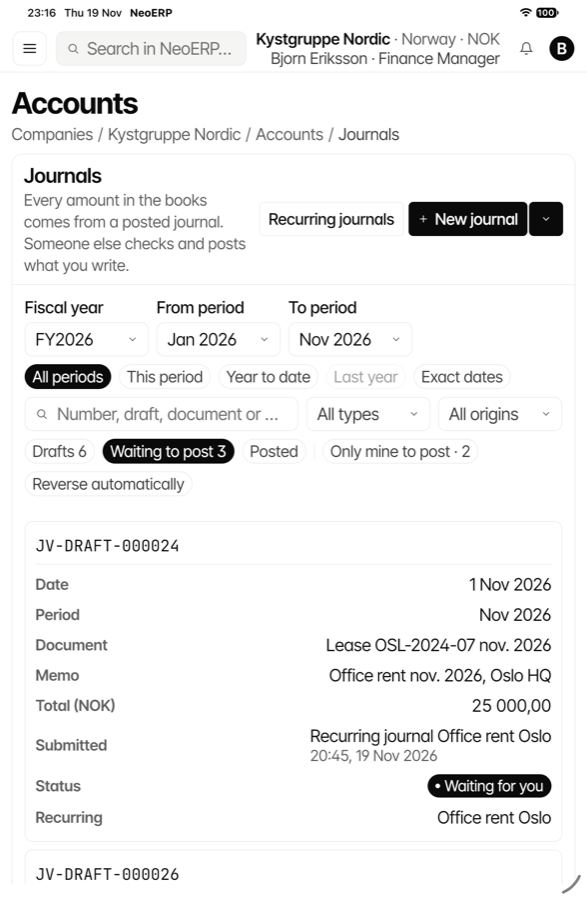 23:16 Thu 19 Nov NeoERP 100
Search in NeoERP...
Kystgruppe Nordic · Norway · NOK
Bjorn Eriksson · Finance Manager
B
Accounts
Companies / Kystgruppe Nordic / Accounts / Journals
Journals
Every amount in the books
comes from a posted journal.
Someone else checks and posts
what you write.
Recurring journals
+ New journal
Fiscal year From period To period
FY2026 Jan 2026 Nov 2026
All periods This period Year to date Last year Exact dates
Number, draft, document or ... All types All origins
Drafts 6 Waiting to post 3 Posted Only mine to post · 2
Reverse automatically
JV-DRAFT-000024
Date 1 Nov 2026
Period Nov 2026
Document Lease OSL-2024-07 nov. 2026
Memo Office rent nov. 2026, Oslo HQ
Total (NOK) 25 000,00
Submitted Recurring journal Office rent Oslo
20:45, 19 Nov 2026
Status • Waiting for you
Recurring Office rent Oslo
JV-DRAFT-000026